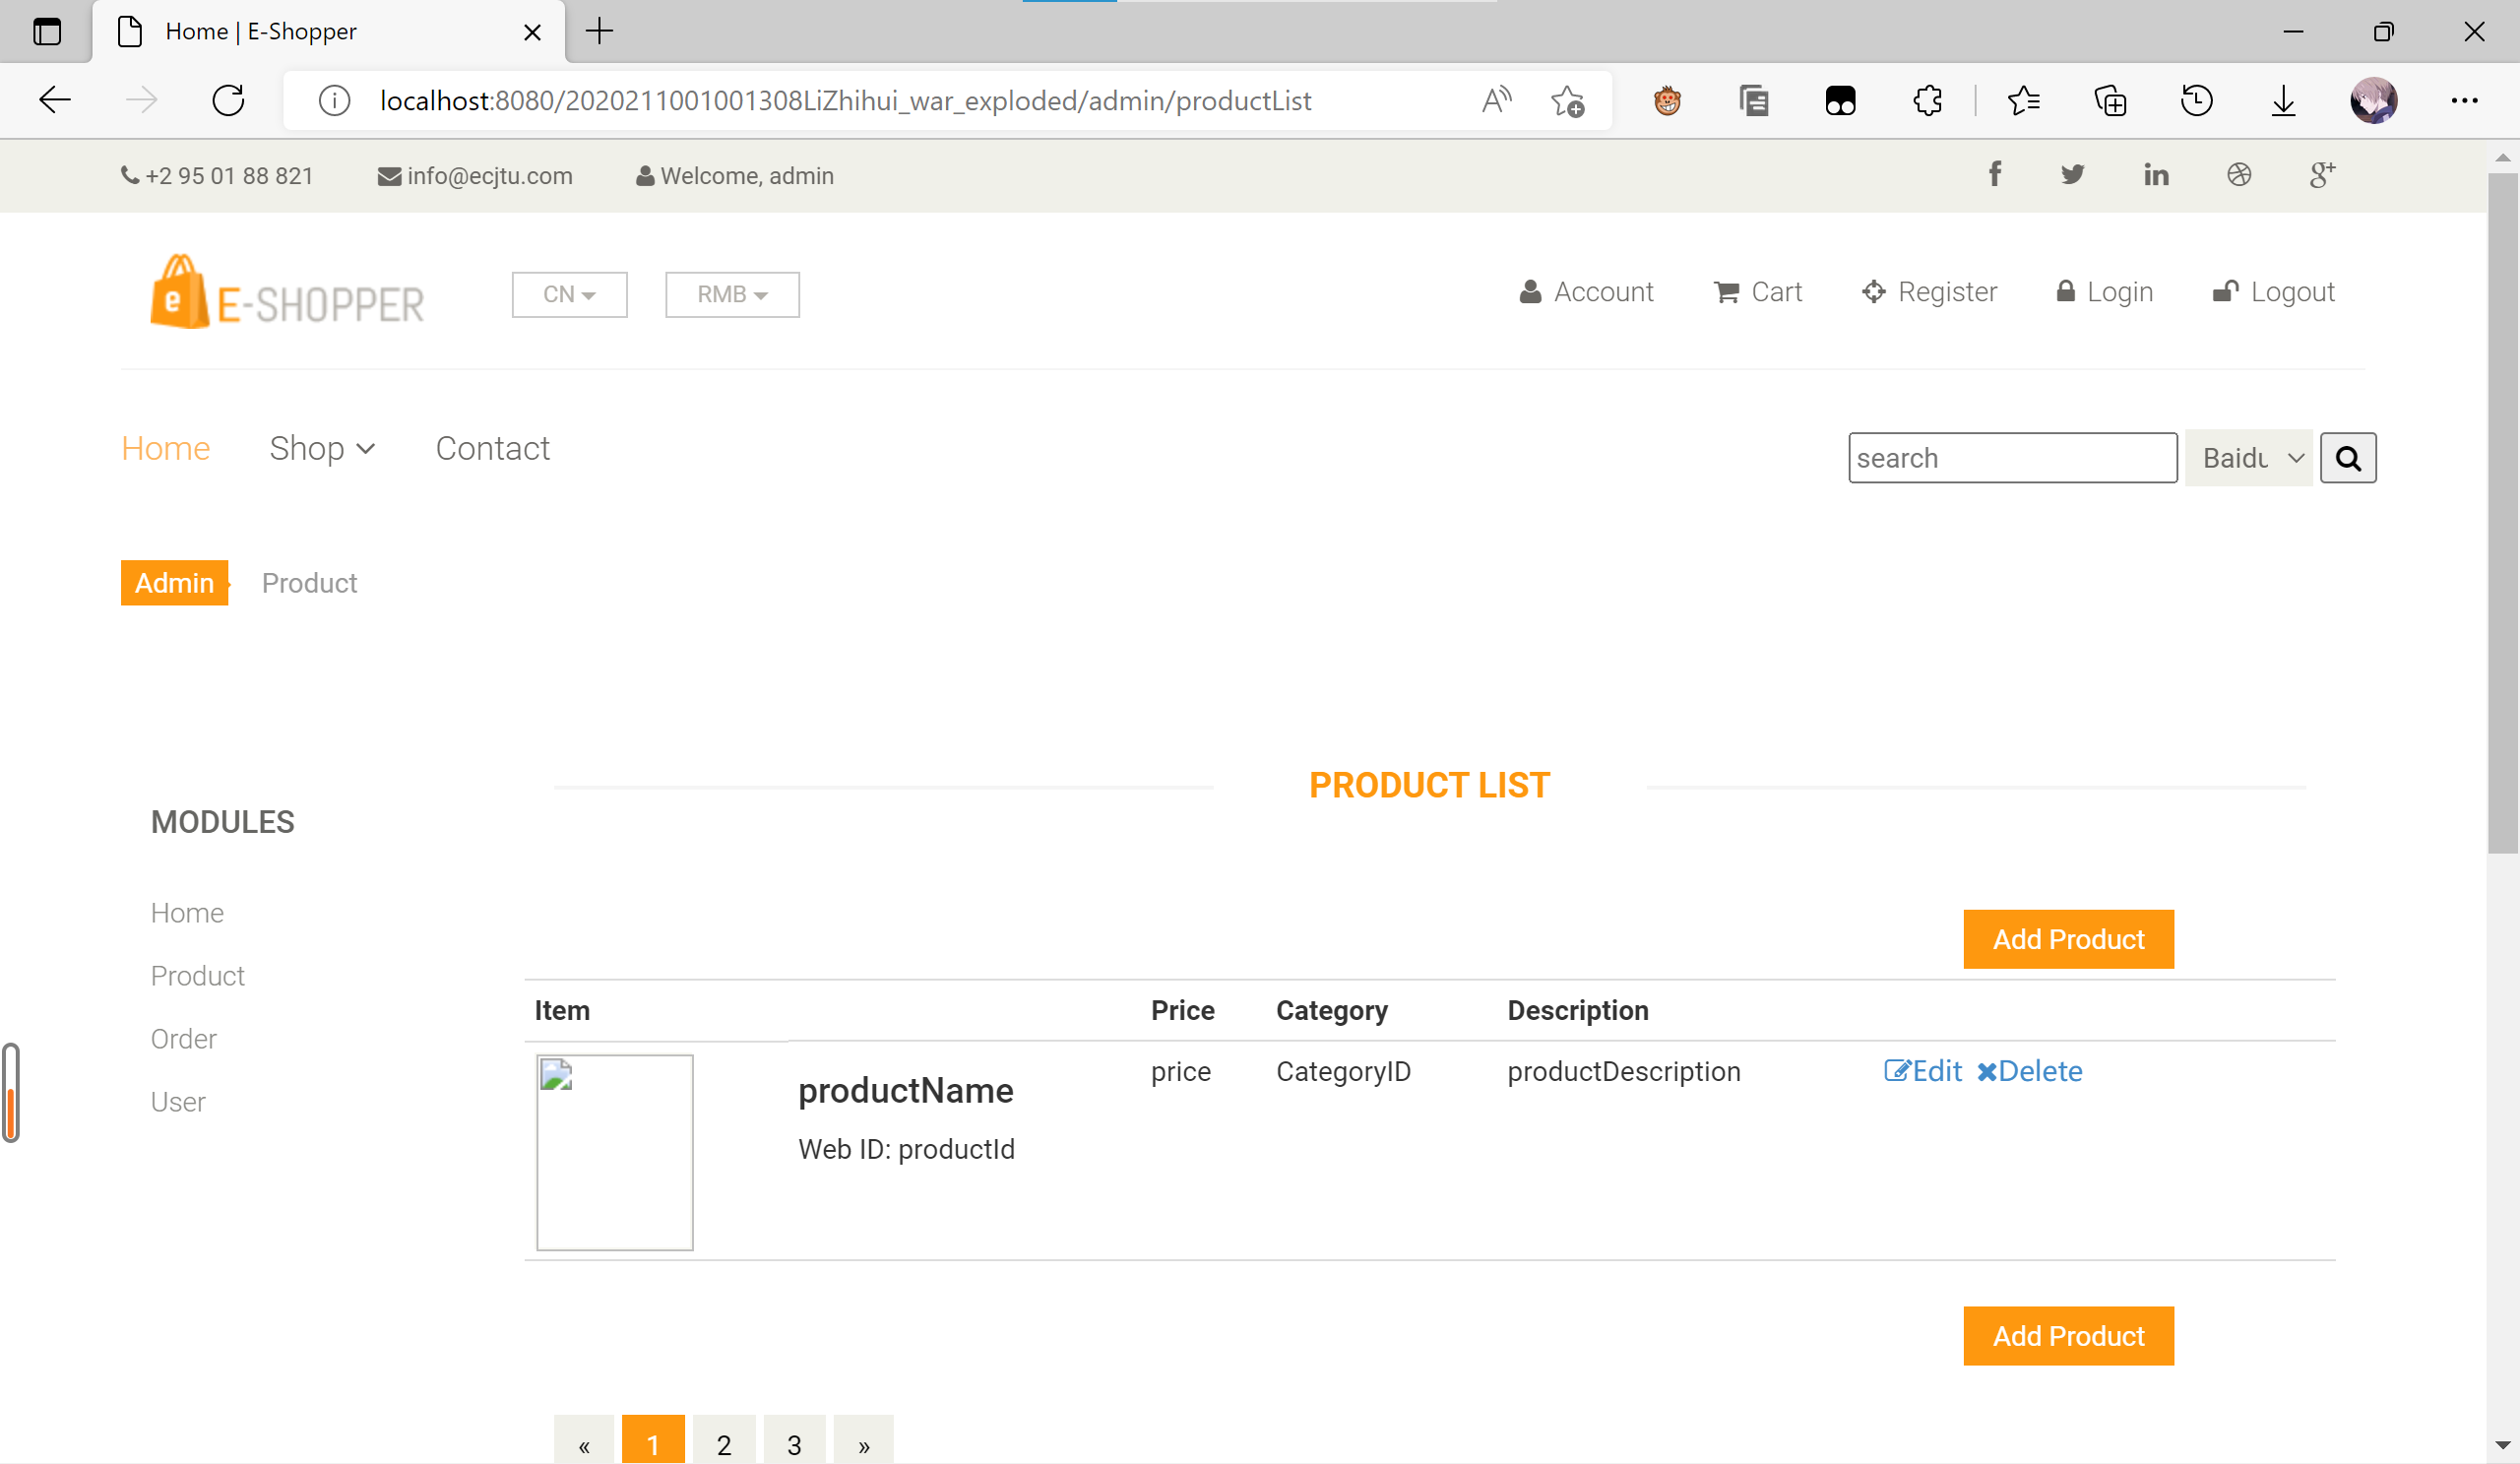 Home | E-Shopper
localhost:8080/2020211001001308LiZhihui_war_exploded/admin/productList
+2 95 01 88 821 info@ecjtu.com Welcome, admin
E-SHOPPER CN RMB Account Cart Register Login Logout
Home Shop Contact search Baidu
Admin Product
PRODUCT LIST
MODULES
Home
Add Product
Product
Item Price Category Description
Order
price CategoryID productDescription Edit Delete
productName
User
Web ID: productId
Add Product
« 1 2 3 »